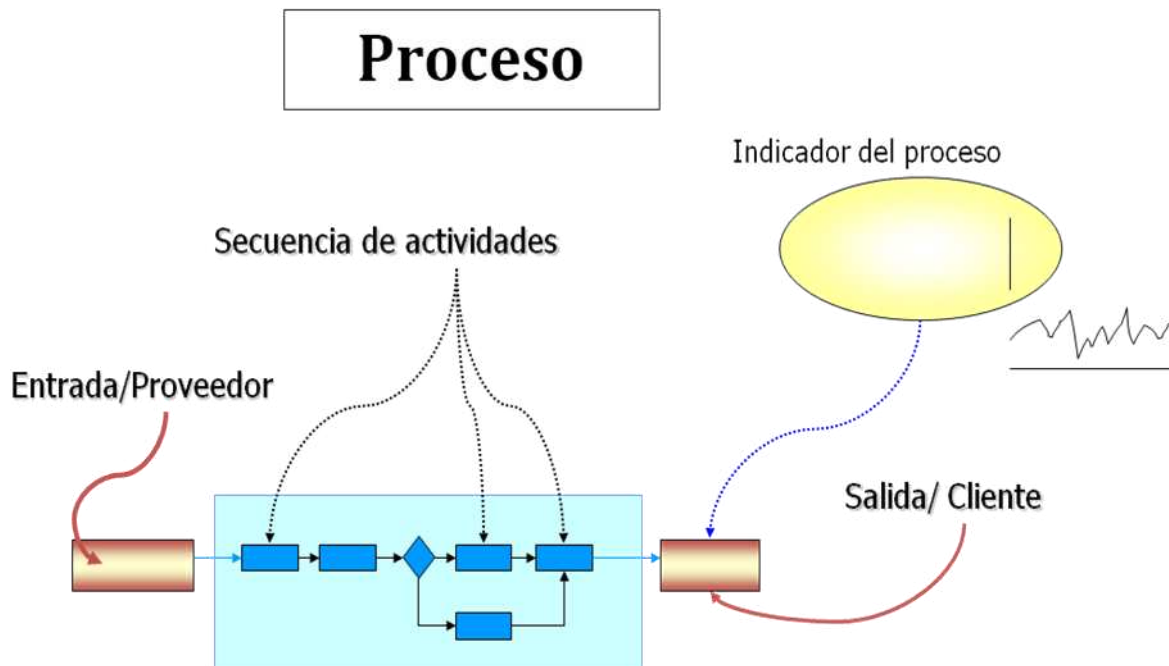 Proceso
Indicador del proceso
Secuencia de actividades
Entrada/Proveedor
Salida/ Cliente